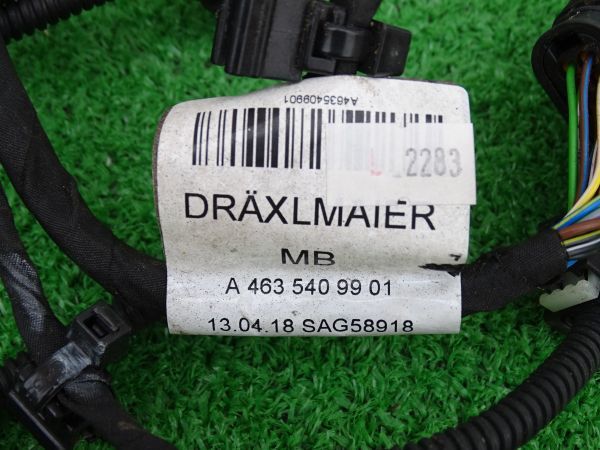 A4635409901
2283
DRÄXLMAIER
MB
A 463 540 99 01
13.04.18 SAG58918